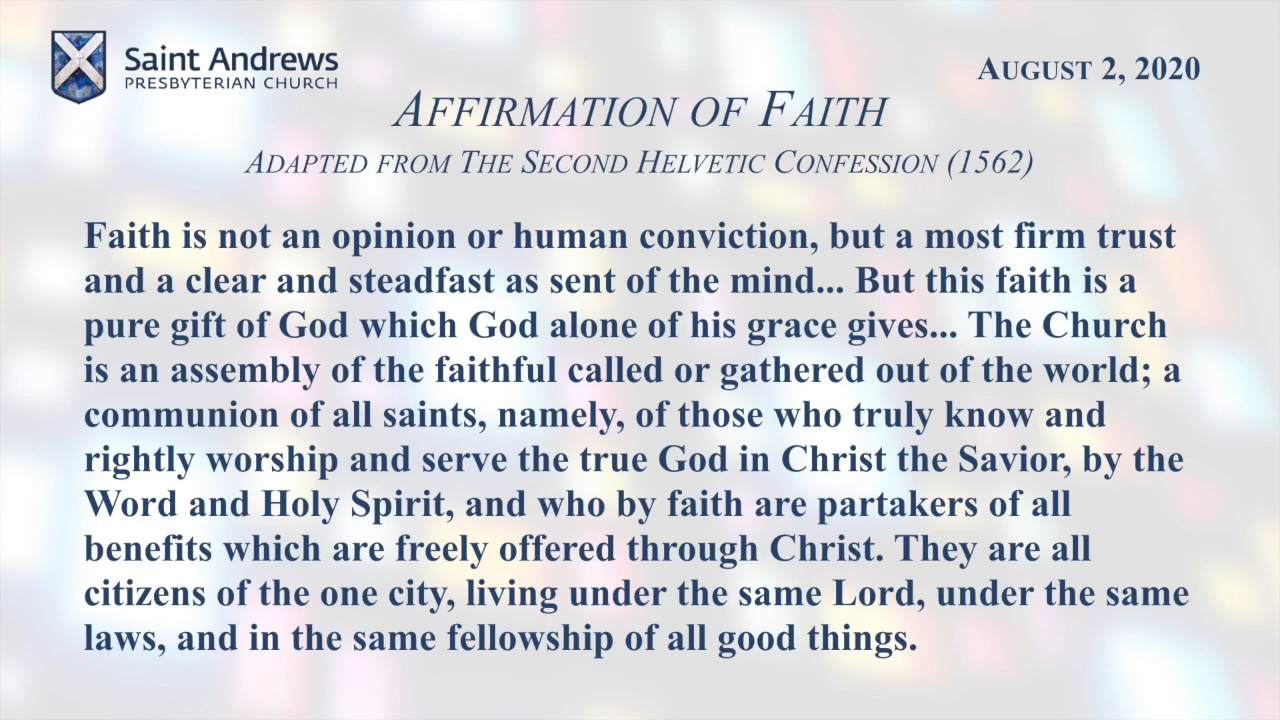 Saint Andrews
PRESBYTERIAN CHURCH
AUGUST 2, 2020
AFFIRMATION OF FAITH
ADAPTED FROM THE SECOND HELVETIC CONFESSION (1562)
Faith is not an opinion or human conviction, but a most firm trust
and a clear and steadfast as sent of the mind... But this faith is a
pure gift of God which God alone of his grace gives... The Church
is an assembly of the faithful called or gathered out of the world; a
communion of all saints, namely, of those who truly know and
rightly worship and serve the true God in Christ the Savior, by the
Word and Holy Spirit, and who by faith are partakers of all
benefits which are freely offered through Christ. They are all
citizens of the one city, living under the same Lord, under the same
laws, and in the same fellowship of all good things.